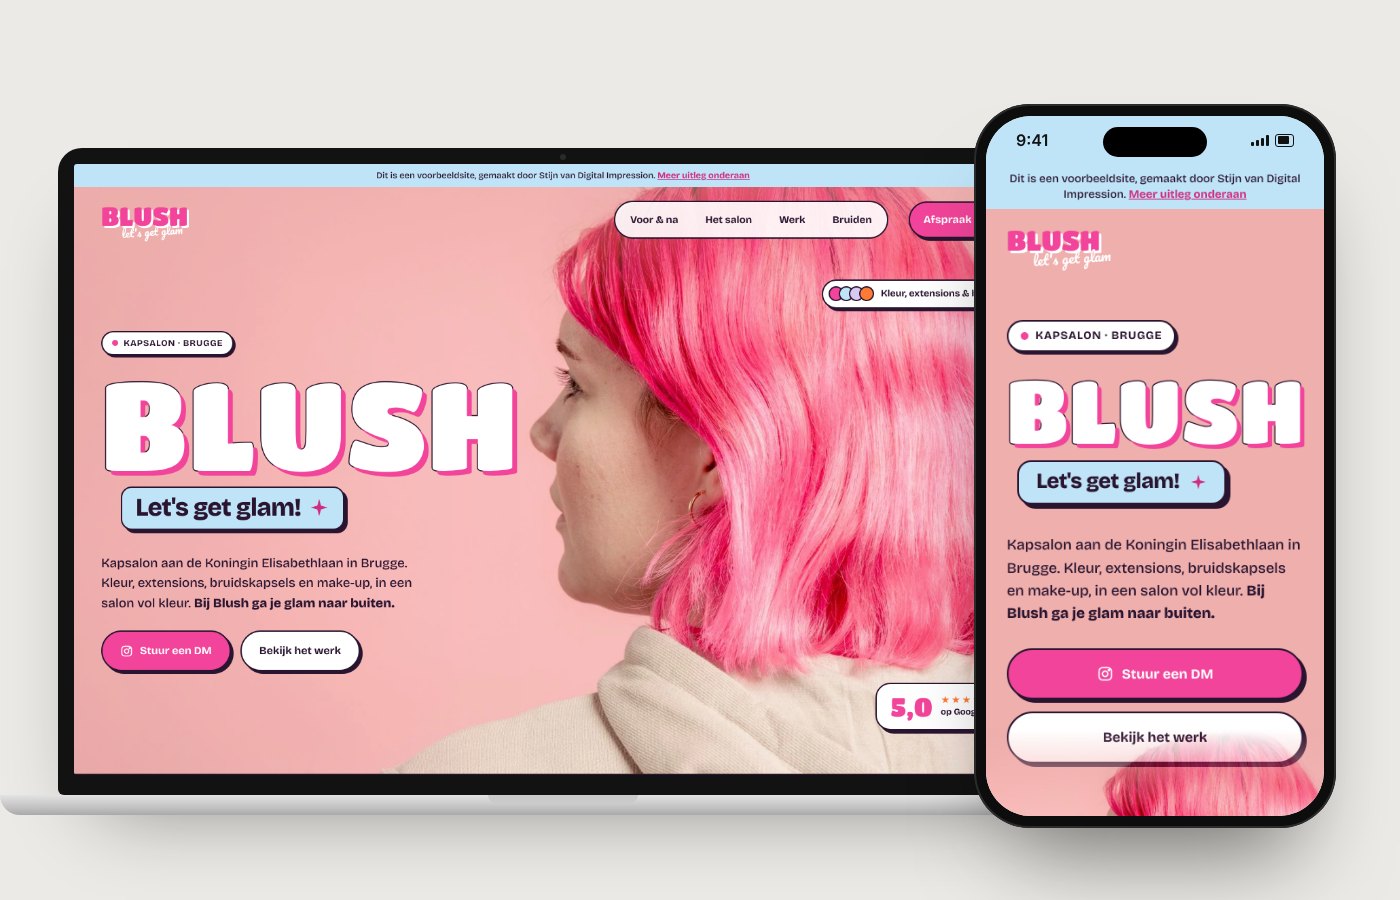 Dit is een voorbeeldsite, gemaakt door Stijn van Digital Impression. Meer uitleg onderaan
BLUSH
let's get glam
Voor & na
Het salon
Werk
Bruiden
Afspraak
Kleur, extensions &
KAPSALON · BRUGGE
BLUSH
Let's get glam!
Kapsalon aan de Koningin Elisabethlaan in Brugge.
Kleur, extensions, bruidskapsels en make-up, in een
salon vol kleur. Bij Blush ga je glam naar buiten.
Stuur een DM
Bekijk het werk
5,0
op Goog
9:41
Dit is een voorbeeldsite, gemaakt door Stijn van Digital
Impression. Meer uitleg onderaan
BLUSH
let's get glam
KAPSALON · BRUGGE
BLUSH
Let's get glam!
Kapsalon aan de Koningin Elisabethlaan in
Brugge. Kleur, extensions, bruidskapsels
en make-up, in een salon vol kleur. Bij
Blush ga je glam naar buiten.
Stuur een DM
Bekijk het werk